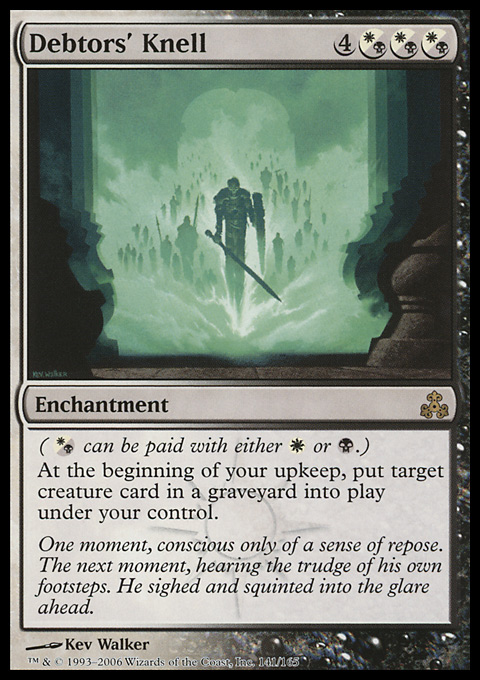 Debtors' Knell 4
KEV WALKER
Enchantment
( can be paid with either or .)
At the beginning of your upkeep, put target
creature card in a graveyard into play
under your control.
One moment, conscious only of a sense of repose.
The next moment, hearing the trudge of his own
footsteps. He sighed and squinted into the glare
ahead.
Kev Walker
™ & © 1993–2006 Wizards of the Coast, Inc. 141/165